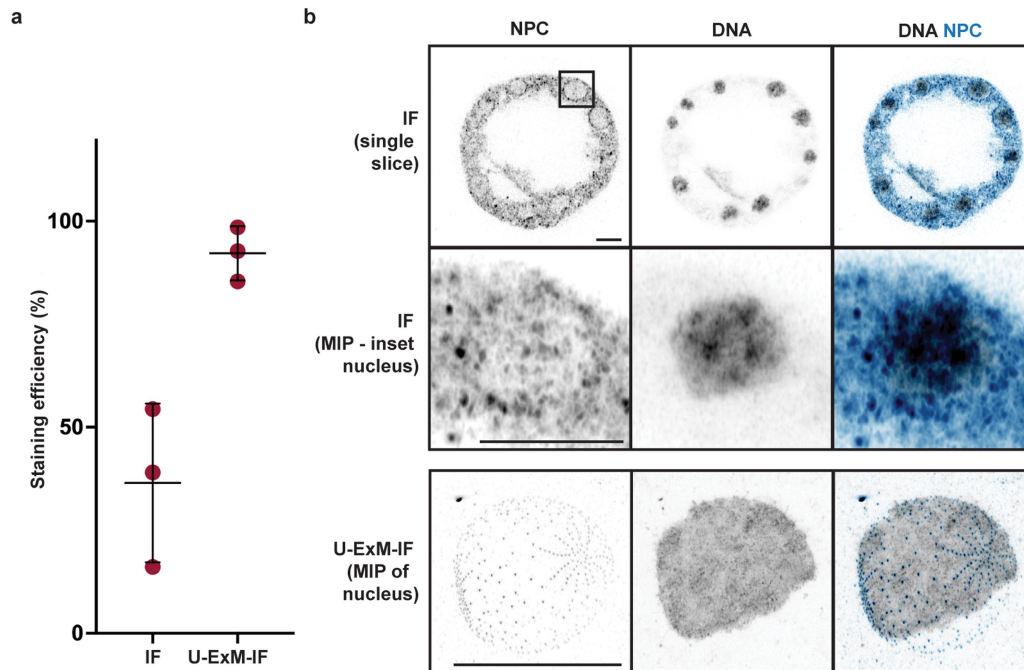 a
Staining efficiency (%)
100
50
0
IF
U-ExM-IF
b
NPC
DNA
DNA NPC
IF
(single
slice)
IF
(MIP - inset
nucleus)
U-ExM-IF
(MIP of
nucleus)